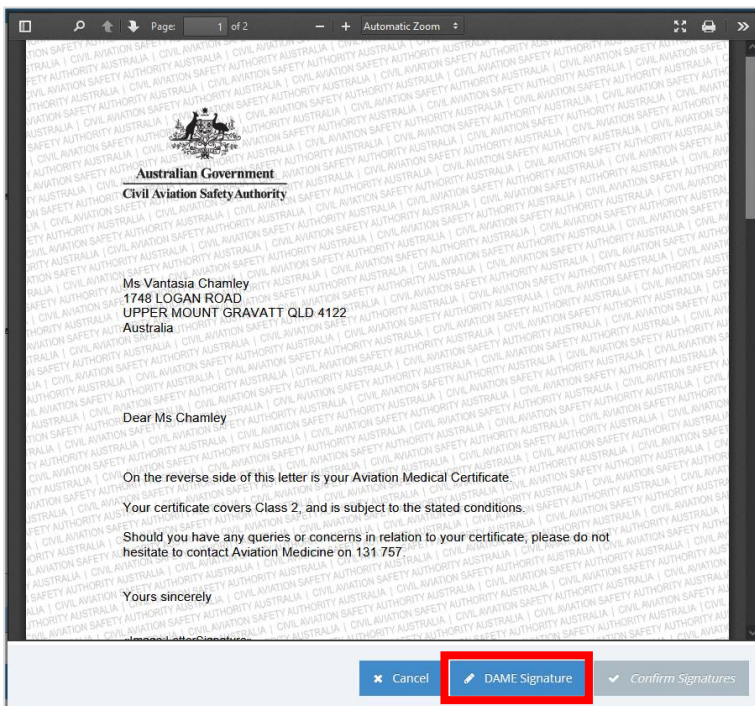 Page: 1 of 2 Automatic Zoom
Australian Government
Civil Aviation Safety Authority
Ms Vantasia Chamley
1748 LOGAN ROAD
UPPER MOUNT GRAVATT QLD 4122
Australia
Dear Ms Chamley
On the reverse side of this letter is your Aviation Medical Certificate.
Your certificate covers Class 2, and is subject to the stated conditions.
Should you have any queries or concerns in relation to your certificate, please do not
hesitate to contact Aviation Medicine on 131 757.
Yours sincerely
Cancel DAME Signature Confirm Signatures